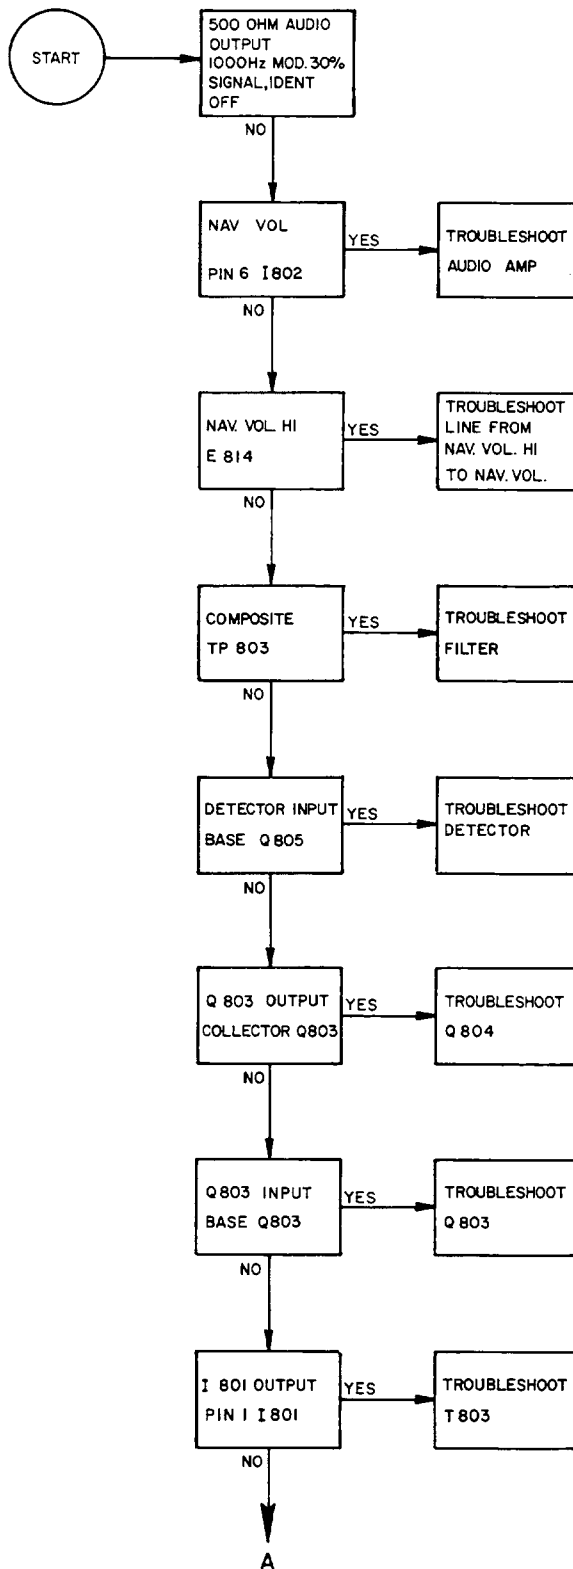 START
500 OHM AUDIO
OUTPUT
1000Hz MOD. 30%
SIGNAL, IDENT
OFF
NO
NAV VOL
PIN 6 I802
YES
TROUBLESHOOT
AUDIO AMP
NO
NAV. VOL. HI
E 814
YES
TROUBLESHOOT
LINE FROM
NAV. VOL. HI
TO NAV. VOL.
NO
COMPOSITE
TP 803
YES
TROUBLESHOOT
FILTER
NO
DETECTOR INPUT
BASE Q 805
YES
TROUBLESHOOT
DETECTOR
NO
Q 803 OUTPUT
COLLECTOR Q803
YES
TROUBLESHOOT
Q 804
NO
Q 803 INPUT
BASE Q803
YES
TROUBLESHOOT
Q 803
NO
I 801 OUTPUT
PIN 1 I 801
YES
TROUBLESHOOT
T 803
NO
A